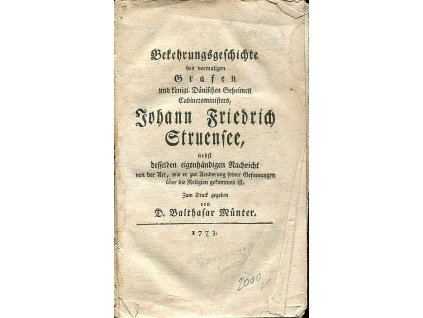 Bekehrungsgeschichte
des vormaligen
Grafen
und Königl. Dänischen Geheimen
Cabinetsministers,
Johann Friedrich
Struensee,
nebst
desselben eigenhändigen Nachricht
von der Art, wie er zur Aenderung seiner Gesinnungen
über die Religion gekommen ist.
Zum Druck gegeben
von
D. Balthasar Münter.
1773.
2000